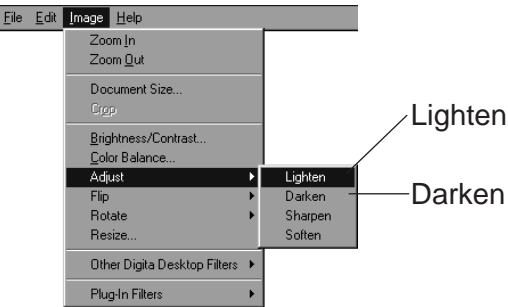 File Edit Image Help
Zoom In
Zoom Out
Document Size...
Crop
Brightness/Contrast...
Color Balance...
Adjust
Flip
Rotate
Resize...
Other Digita Desktop Filters
Plug-In Filters
Lighten
Darken
Sharpen
Soften
Lighten
Darken